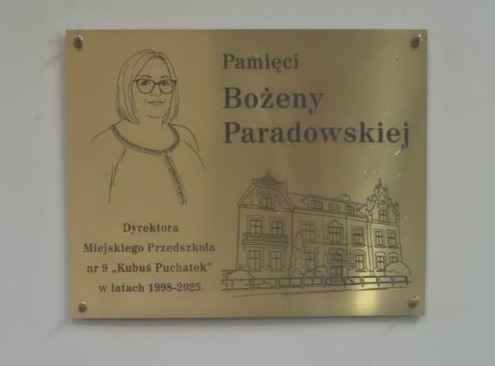 Pamięci
Bożeny
Paradowskiej
Dyrektora
Miejskiego Przedszkola
nr 9 „Kubuś Puchatek”
w latach 1998-2025.